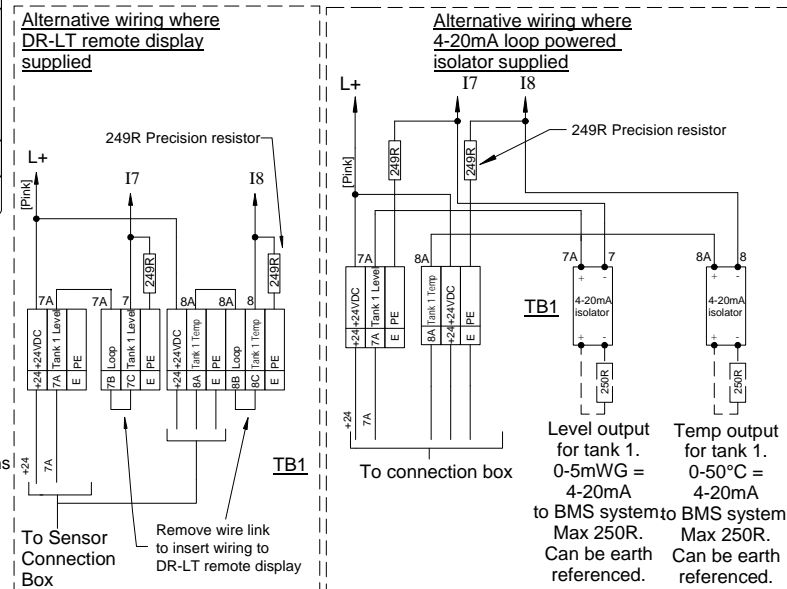 Alternative wiring where
DR-LT remote display
supplied
249R Precision resistor
L+
[Pink]
I7
I8
249R
249R
7A
7A
7
8A
8A
8
+24 +24VDC
7A Tank 1 Level
E PE
7B Loop
7C Tank 1 Level
E PE
+24 +24VDC
8A Tank 1 Temp
E PE
8B Loop
8C Tank 1 Temp
E PE
+24
7A
TB1
To Sensor
Connection
Box
Remove wire link
to insert wiring to
DR-LT remote display
Alternative wiring where
4-20mA loop powered
isolator supplied
L+
I7
I8
249R Precision resistor
[Pink]
249R
249R
7A
8A
+24 +24VDC
7A Tank 1 Level
E PE
8A Tank 1 Temp
+24 +24VDC
E PE
+24
7A
To connection box
TB1
7A
7
+ -
4-20mA
isolator
+ -
250R
8A
8
+ -
4-20mA
isolator
+ -
250R
Level output
for tank 1.
0-5mWG =
4-20mA
to BMS system.
Max 250R.
Can be earth
referenced.
Temp output
for tank 1.
0-50°C =
4-20mA
to BMS system
Max 250R.
Can be earth
referenced.